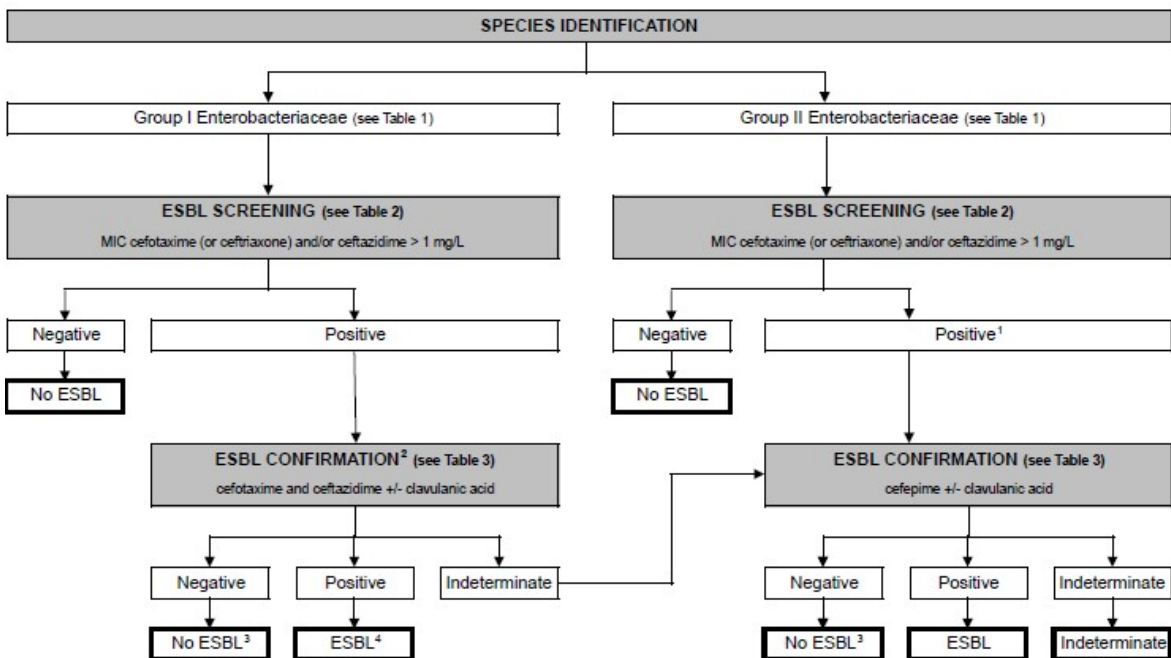 SPECIES IDENTIFICATION
Group I Enterobacteriaceae (see Table 1)
Group II Enterobacteriaceae (see Table 1)
ESBL SCREENING (see Table 2)
MIC cefotaxime (or ceftriaxone) and/or ceftazidime > 1 mg/L
ESBL SCREENING (see Table 2)
MIC cefotaxime (or ceftriaxone) and/or ceftazidime > 1 mg/L
Negative
Positive
Negative
Positive¹
No ESBL
No ESBL
ESBL CONFIRMATION² (see Table 3)
cefotaxime and ceftazidime +/- clavulanic acid
ESBL CONFIRMATION (see Table 3)
cefepime +/- clavulanic acid
Negative
Positive
Indeterminate
Negative
Positive
Indeterminate
No ESBL³
ESBL⁴
No ESBL³
ESBL
Indeterminate